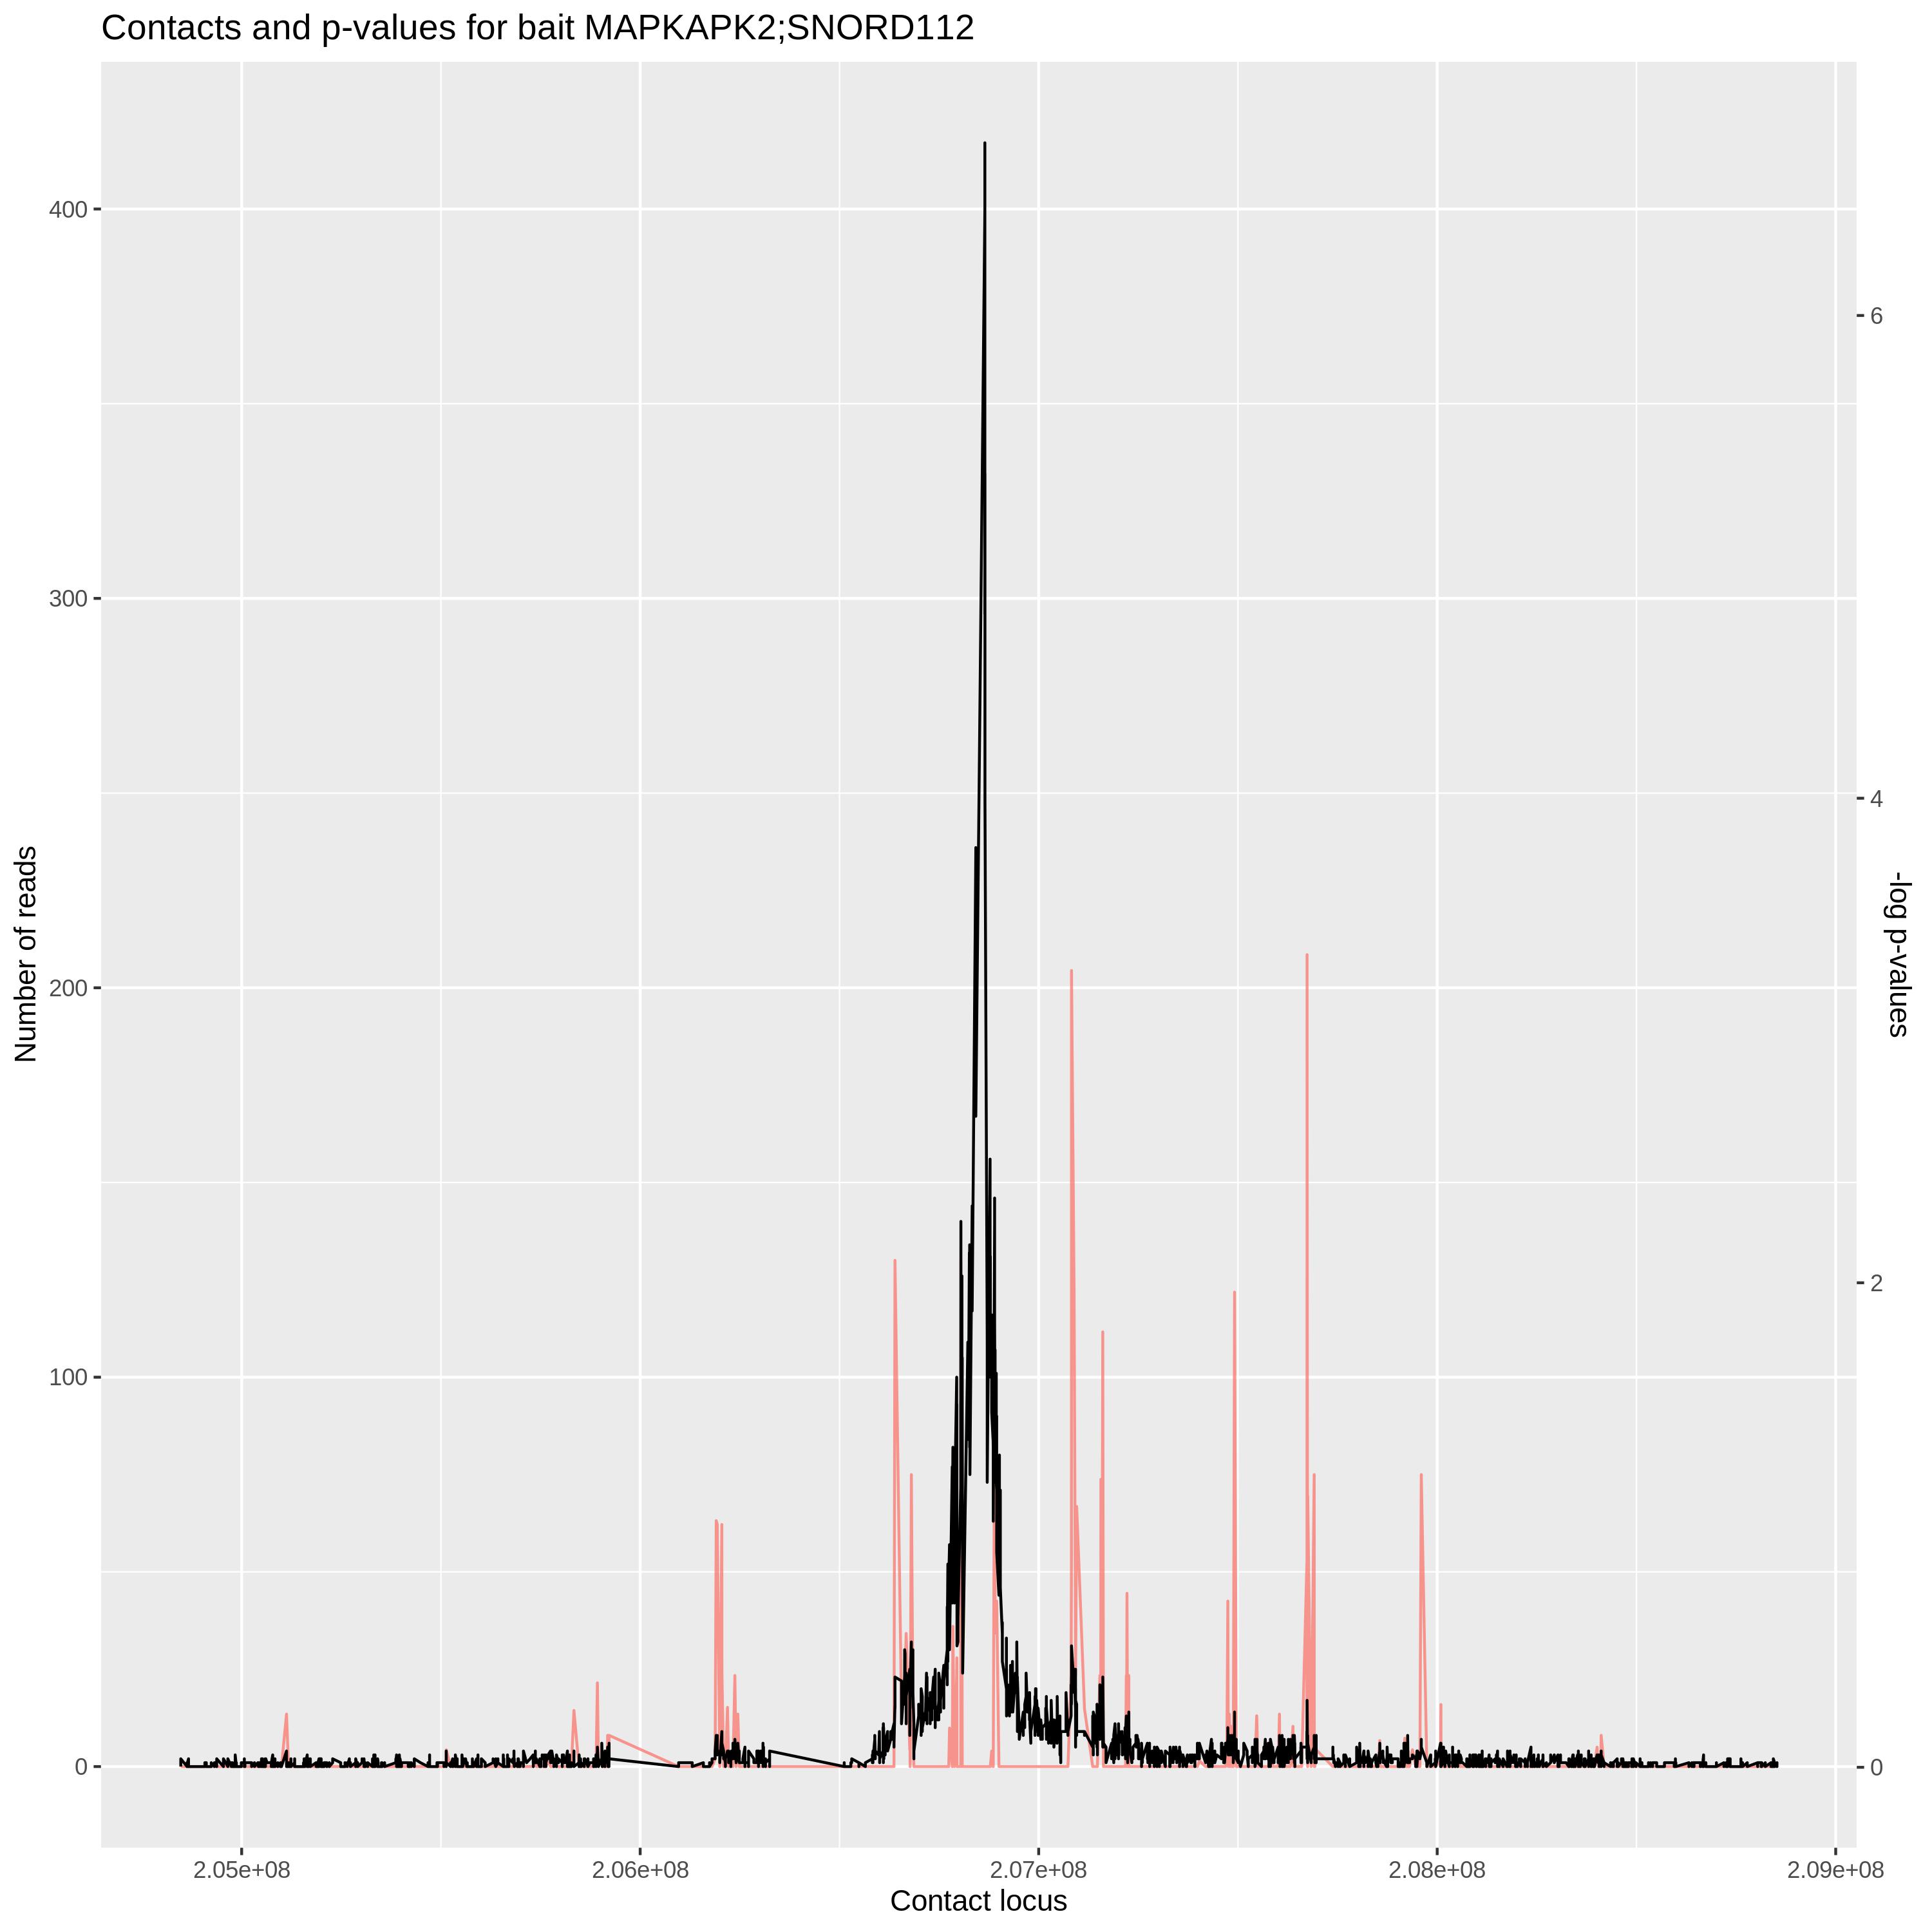 Contacts and p-values for bait MAPKAPK2;SNORD112
400
300
200
100
0
Number of reads
6
4
2
0
-log p-values
2.05e+08
2.06e+08
2.07e+08
2.08e+08
2.09e+08
Contact locus